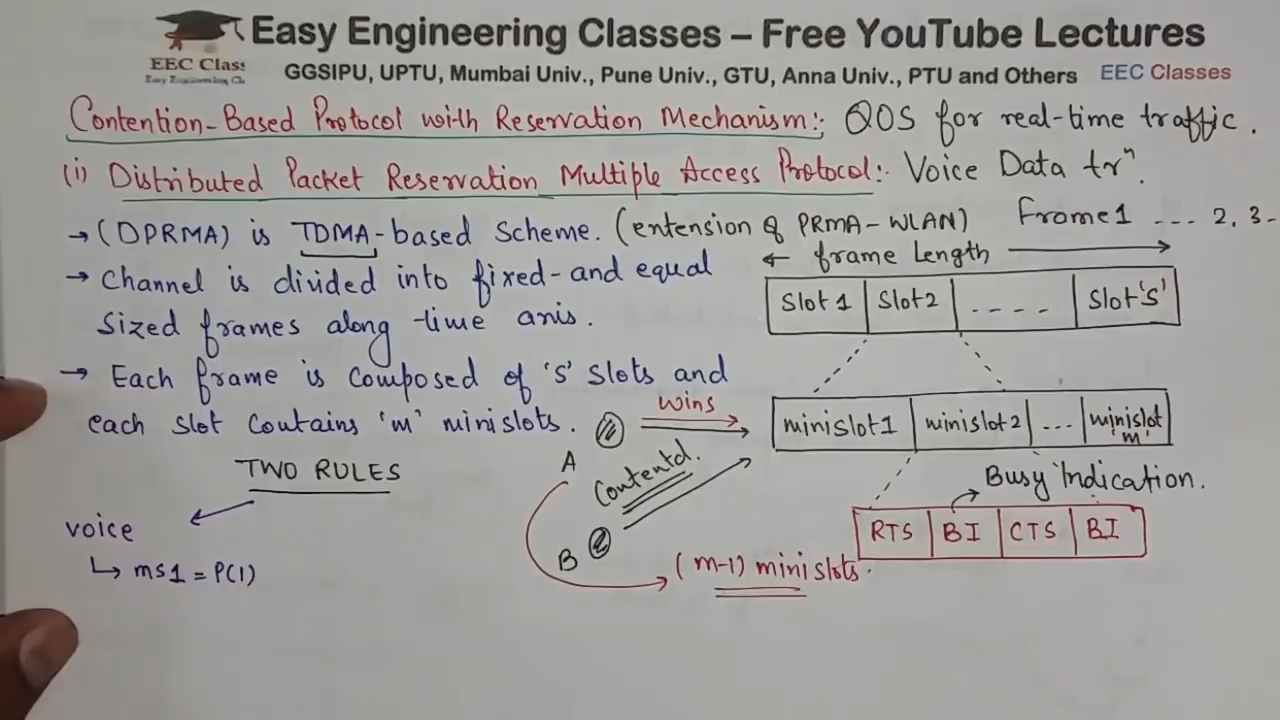 Easy Engineering Classes – Free YouTube Lectures
EEC Classes
GGSIPU, UPTU, Mumbai Univ., Pune Univ., GTU, Anna Univ., PTU and Others EEC Classes
Contention-Based Protocol with Reservation Mechanism:- QOS for real-time traffic.
(i) Distributed Packet Reservation Multiple Access Protocol:- Voice Data trⁿ.
→ (DPRMA) is TDMA-based Scheme. (extension of PRMA-WLAN)
Frame1 --- 2, 3-
← frame Length →
→ Channel is divided into fixed-and equal
Sized frames along time axis.
Slot 1 Slot2 ---- Slot 'S'
→ Each frame is composed of 's' Slots and
each slot contains 'm' minislots.
wins
minislot1 minislot2 ... minislot 'm'
A
Contentd.
B
Busy Indication.
RTS BI CTS BI
(m-1) minislots.
TWO RULES
voice
↳ ms1 = P(1)